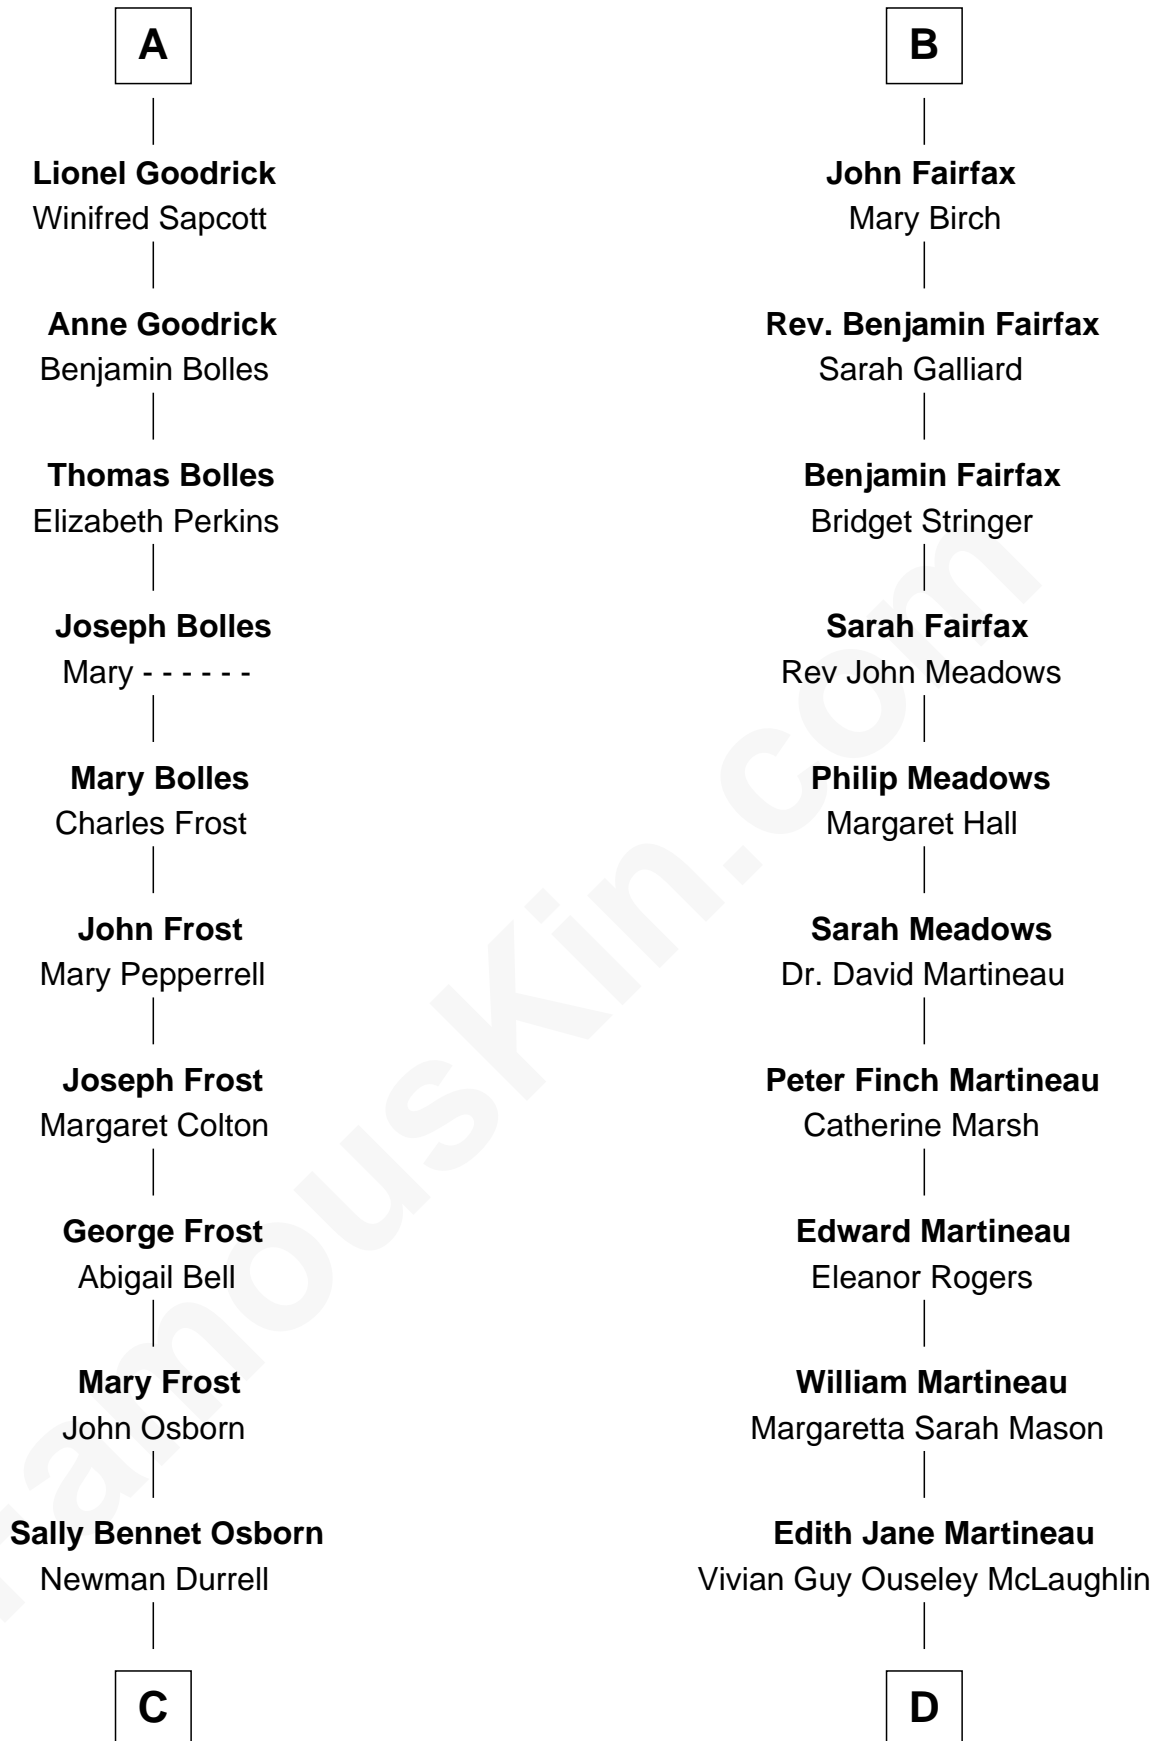 A
Lionel Goodrick
Winifred Sapcott
Anne Goodrick
Benjamin Bolles
Thomas Bolles
Elizabeth Perkins
Joseph Bolles
Mary - - - - - -
Mary Bolles
Charles Frost
John Frost
Mary Pepperrell
Joseph Frost
Margaret Colton
George Frost
Abigail Bell
Mary Frost
John Osborn
Sally Bennet Osborn
Newman Durrell
C
B
John Fairfax
Mary Birch
Rev. Benjamin Fairfax
Sarah Galliard
Benjamin Fairfax
Bridget Stringer
Sarah Fairfax
Rev John Meadows
Philip Meadows
Margaret Hall
Sarah Meadows
Dr. David Martineau
Peter Finch Martineau
Catherine Marsh
Edward Martineau
Eleanor Rogers
William Martineau
Margaretta Sarah Mason
Edith Jane Martineau
Vivian Guy Ouseley McLaughlin
D
FamousKin.com